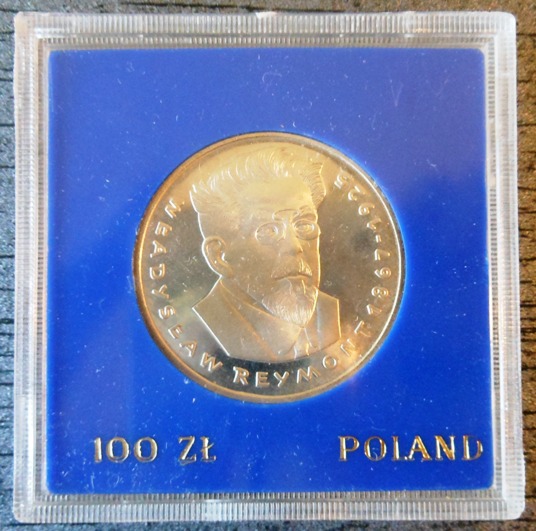 WŁADYSŁAW REYMONT 1867-1925
100 ZŁ POLAND